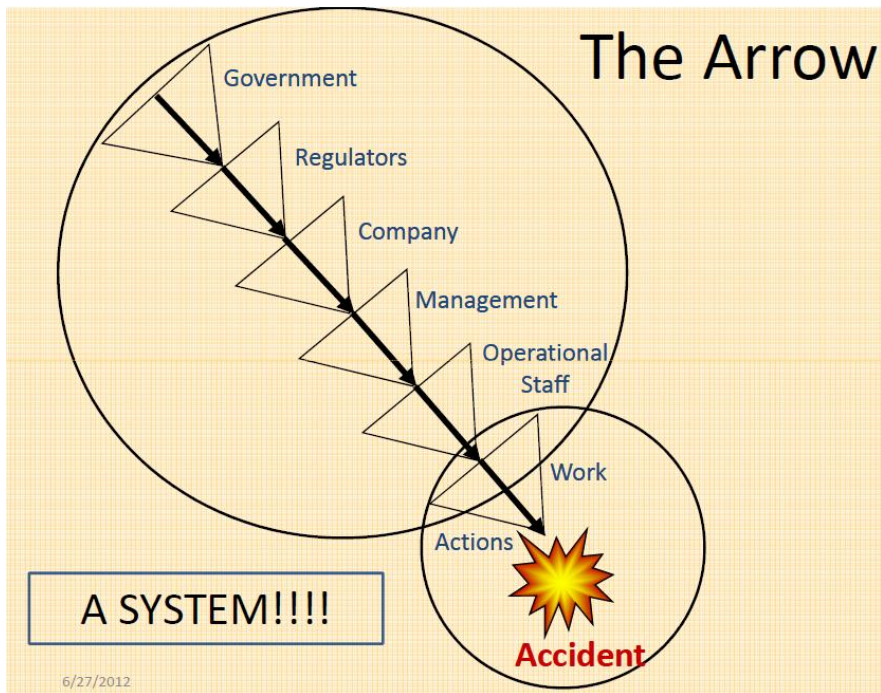 The Arrow
Government
Regulators
Company
Management
Operational
Staff
Work
Actions
Accident
A SYSTEM!!!!
6/27/2012